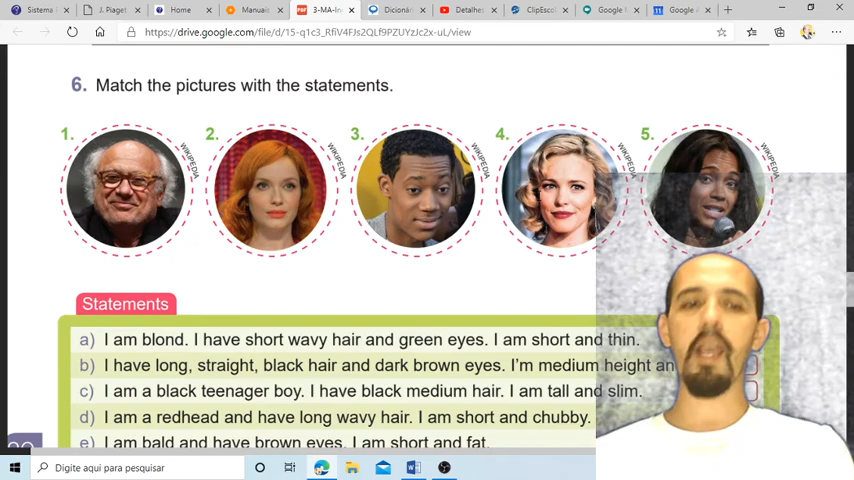 Sistema
J. Piaget
Home
Manuais
3-MA-In
Dicioná
Detalhes
ClipEsco
Google
Google
https://drive.google.com/file/d/15-q1c3_RfiV4FJs2QLf9PZUYzJc2x-uL/view
6. Match the pictures with the statements.
1. 2. 3. 4. 5.
WIKIPEDIA WIKIPEDIA WIKIPEDIA WIKIPEDIA WIKIPEDIA
Statements
a) I am blond. I have short wavy hair and green eyes. I am short and thin.
b) I have long, straight, black hair and dark brown eyes. I'm medium height an
c) I am a black teenager boy. I have black medium hair. I am tall and slim.
d) I am a redhead and have long wavy hair. I am short and chubby.
e) I am bald and have brown eyes. I am short and fat.
Digite aqui para pesquisar